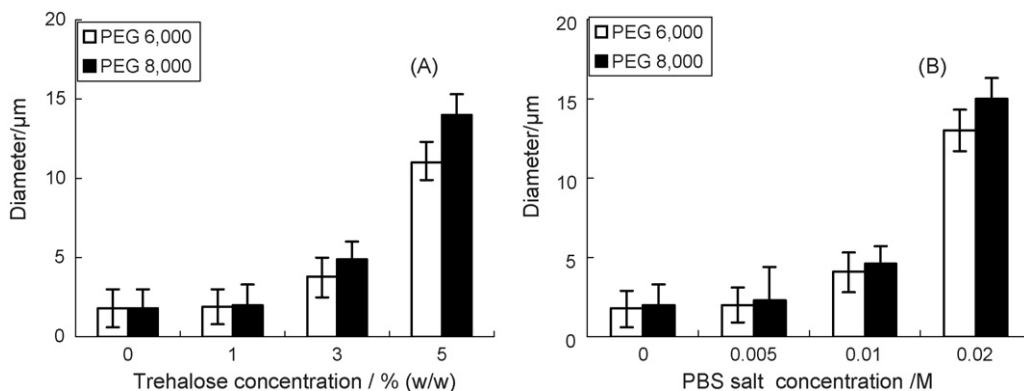 20
15
10
5
0
Diameter/μm
PEG 6,000
PEG 8,000
(A)
0 1 3 5
Trehalose concentration / % (w/w)
20
15
10
5
0
Diameter/μm
PEG 6,000
PEG 8,000
(B)
0 0.005 0.01 0.02
PBS salt concentration /M